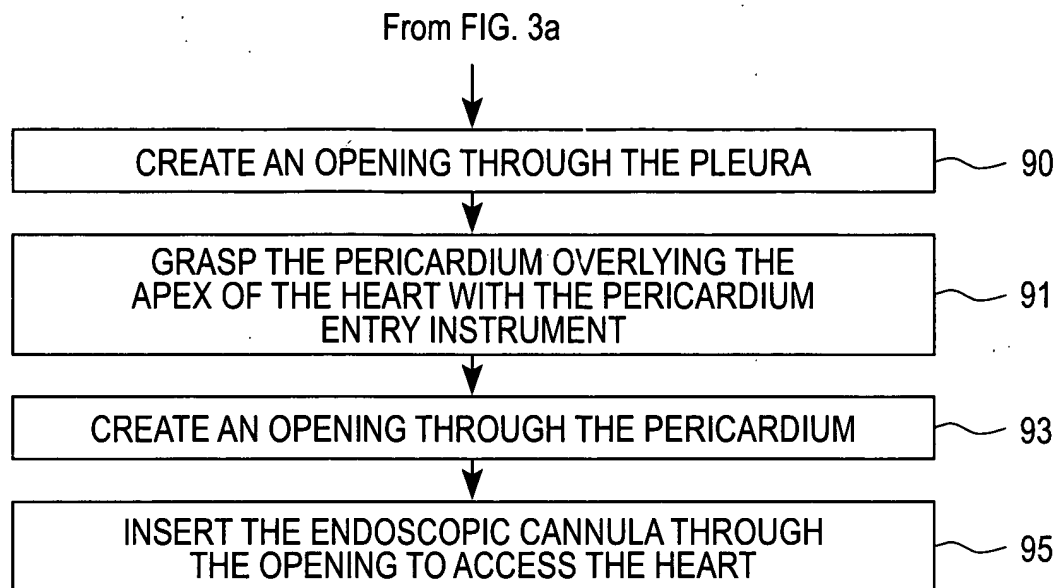 From FIG. 3a
CREATE AN OPENING THROUGH THE PLEURA
90
GRASP THE PERICARDIUM OVERLYING THE
APEX OF THE HEART WITH THE PERICARDIUM
ENTRY INSTRUMENT
91
CREATE AN OPENING THROUGH THE PERICARDIUM
93
INSERT THE ENDOSCOPIC CANNULA THROUGH
THE OPENING TO ACCESS THE HEART
95